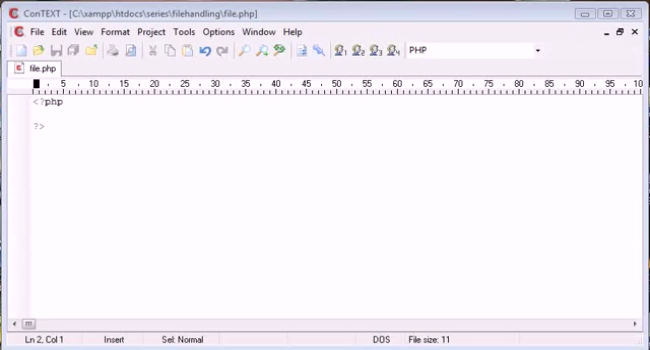 ConTEXT - [C:\xampp\htdocs\series\filehandling\file.php]
File Edit View Format Project Tools Options Window Help
1 2 3 4 PHP
file.php
5 10 15 20 25 30 35 40 45 50 55 60 65 70 75 80 85 90 95 10
<?php
?>
Ln 2, Col 1 Insert Sel: Normal DOS File size: 11